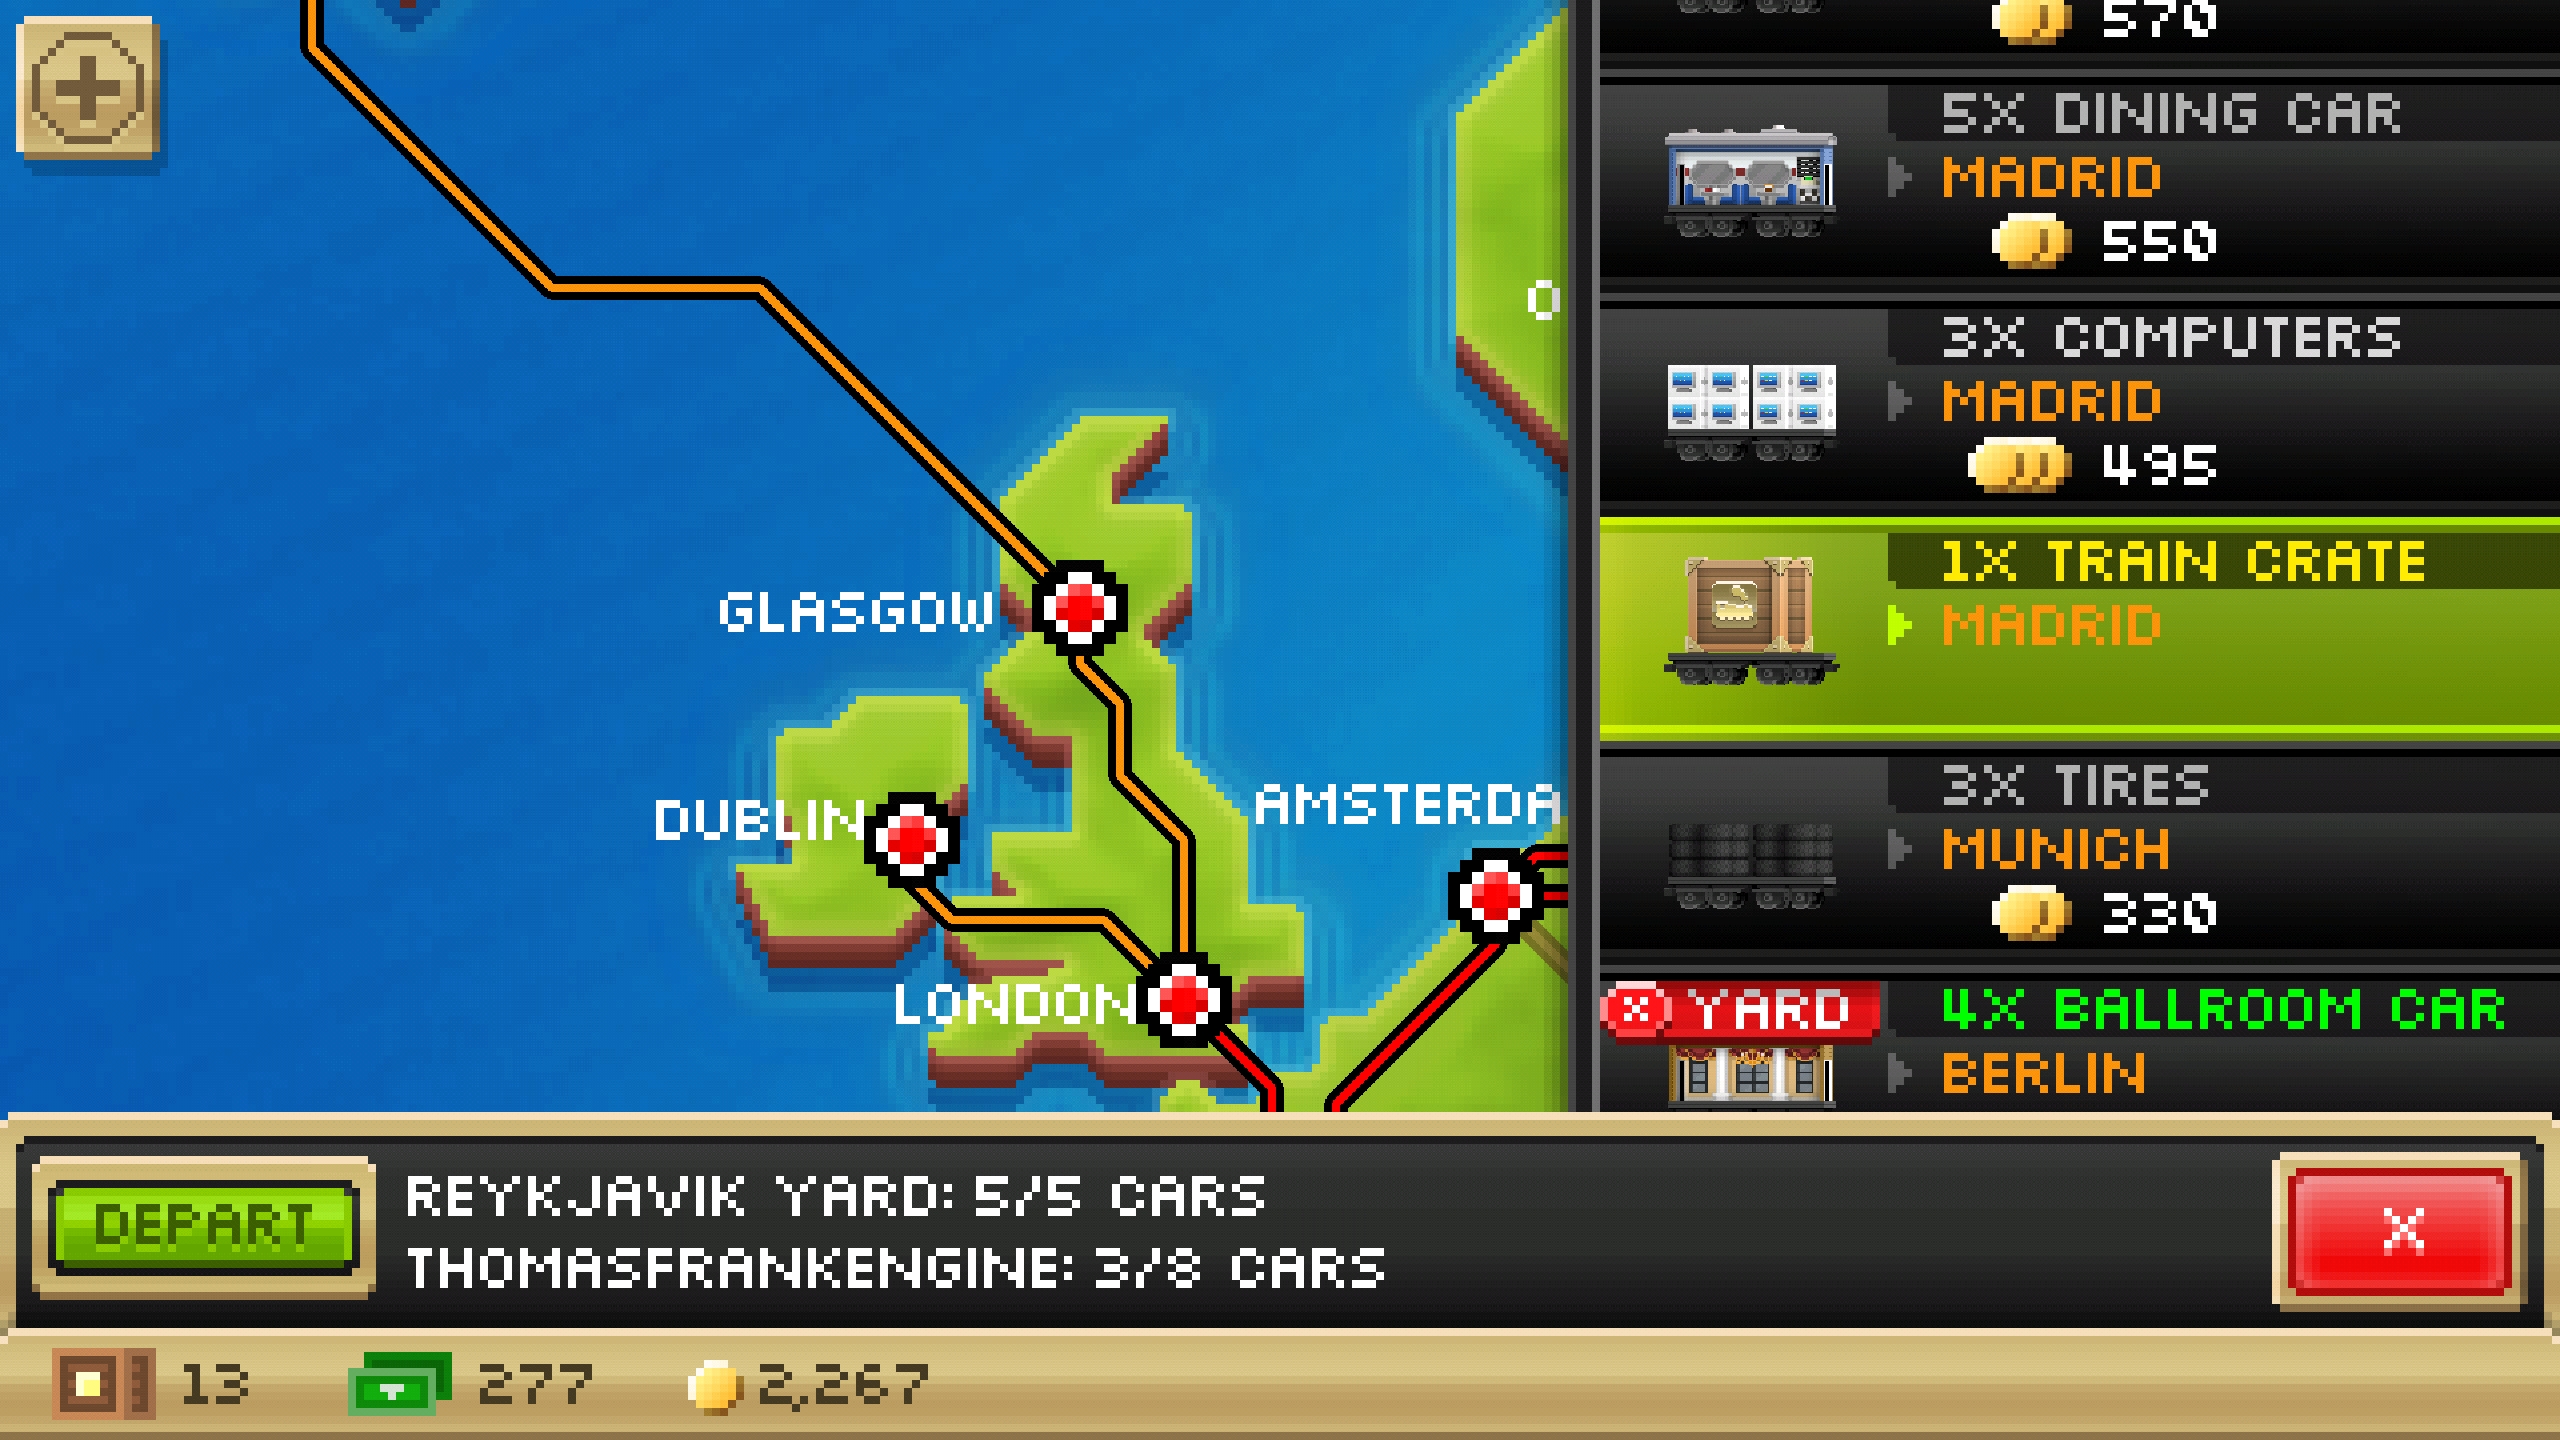 570
5X DINING CAR
MADRID
550
3X COMPUTERS
MADRID
495
1X TRAIN CRATE
MADRID
3X TIRES
MUNICH
330
X YARD
4X BALLROOM CAR
BERLIN
O
GLASGOW
DUBLIN
AMSTERDA
LONDON
DEPART
REYKJAVIK YARD: 5/5 CARS
THOMASFRANKENGINE: 3/8 CARS
X
13
277
2,267